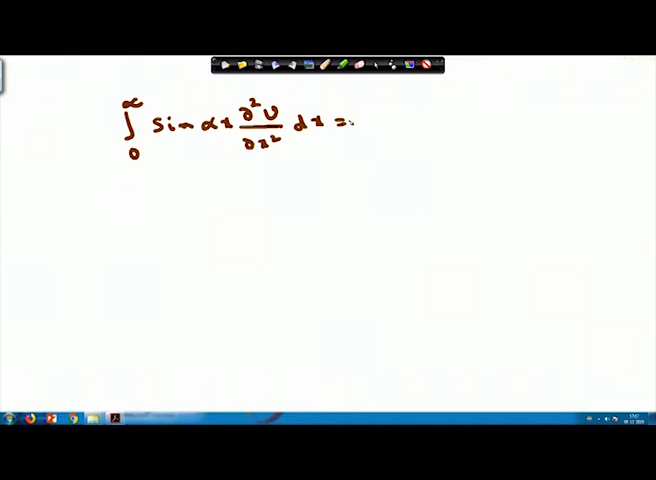 ∫₀^∞ sin αx ∂²U/∂x² dx =